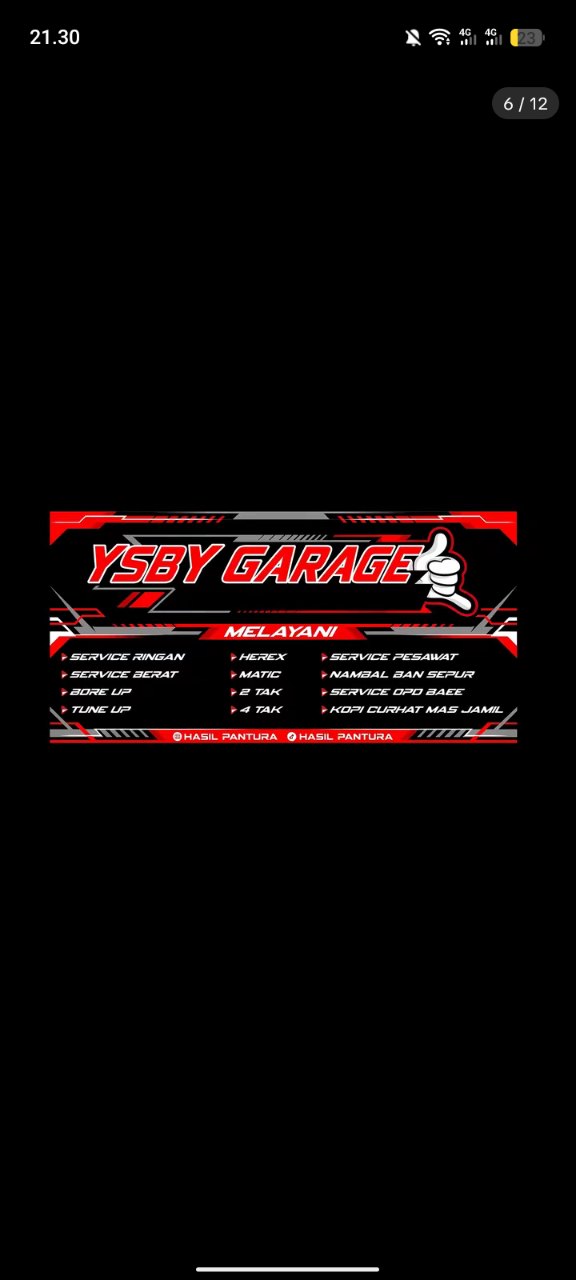 21.30
4G 4G 23
6 / 12
YSBY GARAGE
MELAYANI
SERVICE RINGAN
SERVICE BERAT
BORE UP
TUNE UP
HEREX
MATIC
2 TAK
4 TAK
SERVICE PESAWAT
NAMBAL BAN SEPUR
SERVICE OPO BAEE
KOPI CURHAT MAS JAMIL
HASIL PANTURA HASIL PANTURA